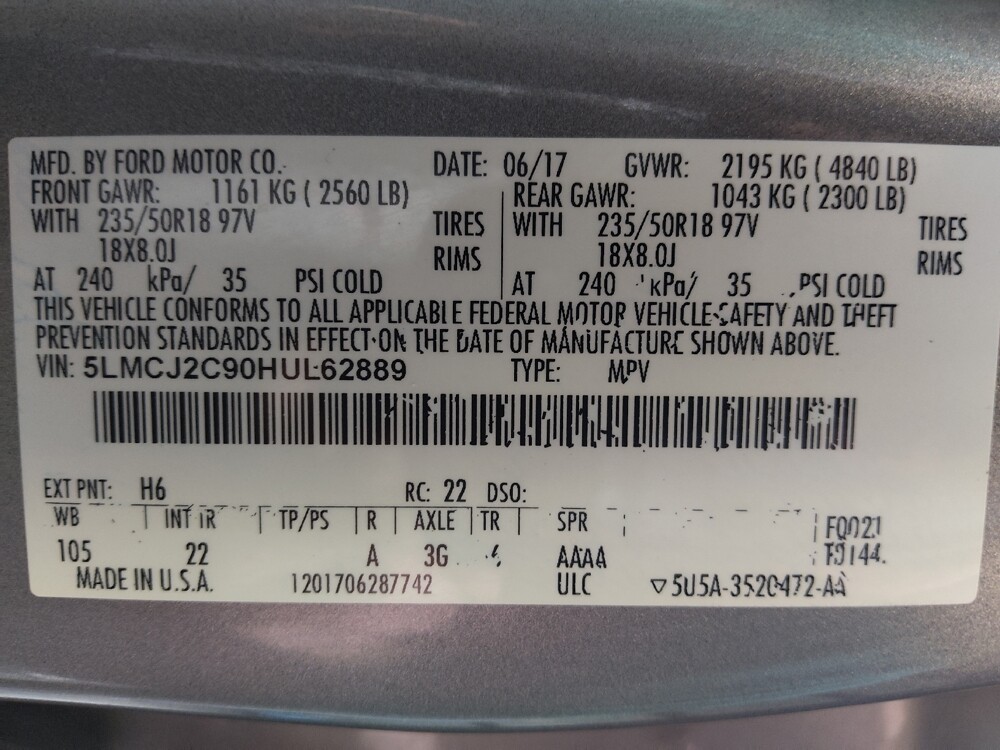 MFD. BY FORD MOTOR CO. DATE: 06/17 GVWR: 2195 KG ( 4840 LB)
FRONT GAWR: 1161 KG ( 2560 LB) REAR GAWR: 1043 KG ( 2300 LB)
WITH 235/50R18 97V TIRES WITH 235/50R18 97V TIRES
18X8.0J RIMS 18X8.0J RIMS
AT 240 kPa/ 35 PSI COLD AT 240 kPa/ 35 PSI COLD
THIS VEHICLE CONFORMS TO ALL APPLICABLE FEDERAL MOTOR VEHICLE SAFETY AND THEFT
PREVENTION STANDARDS IN EFFECT ON THE DATE OF MANUFACTURE SHOWN ABOVE.
VIN: 5LMCJ2C90HUL62889 TYPE: MPV
EXT PNT: H6 RC: 22 DSO:
WB INT TR TP/PS R AXLE TR SPR
105 22 A 3G AAAA
MADE IN U.S.A. 1201706287742 ULC 5U5A-3520472-AA